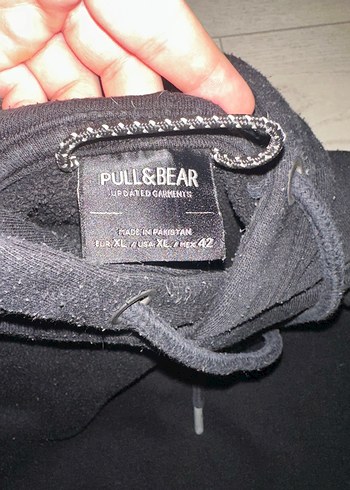 PULL&BEAR
UPDATED GARMENTS
MADE IN PAKISTAN
EUR XL / USA XL / MEX 42